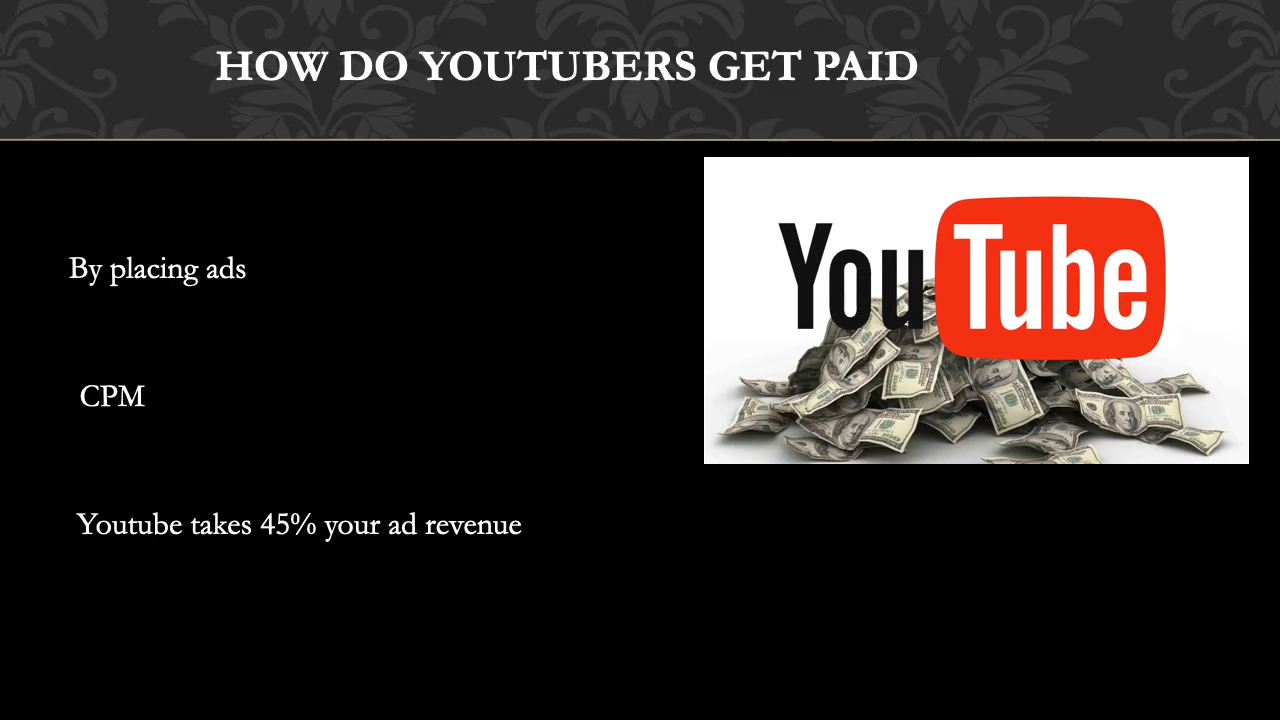 HOW DO YOUTUBERS GET PAID
By placing ads
YouTube
CPM
Youtube takes 45% your ad revenue